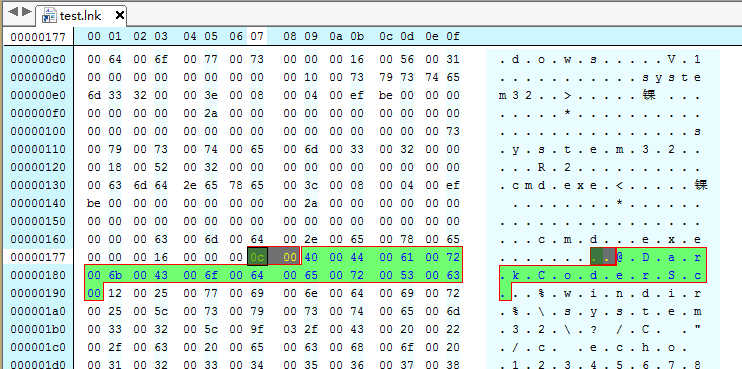 test.lnk
00000177 00 01 02 03 04 05 06 07 08 09 0a 0b 0c 0d 0e 0f
000000c0 00 64 00 6f 00 77 00 73 00 00 00 16 00 56 00 31 .d.o.w.s.....V.1
000000d0 00 00 00 00 00 00 00 00 00 10 00 73 79 73 74 65 ...........syste
000000e0 6d 33 32 00 00 3e 00 08 00 04 00 ef be 00 00 00 m32..>.....锞...
000000f0 00 00 00 00 00 2a 00 00 00 00 00 00 00 00 00 00 .....*..........
00000100 00 00 00 00 00 00 00 00 00 00 00 00 00 00 00 73 ...............s
00000110 00 79 00 73 00 74 00 65 00 6d 00 33 00 32 00 00 .y.s.t.e.m.3.2..
00000120 00 18 00 52 00 32 00 00 00 00 00 00 00 00 00 00 ...R.2..........
00000130 00 63 6d 64 2e 65 78 65 00 3c 00 08 00 04 00 ef .cmd.exe.<.....锞
00000140 be 00 00 00 00 00 00 00 00 2a 00 00 00 00 00 00 ........*......
00000150 00 00 00 00 00 00 00 00 00 00 00 00 00 00 00 00 ................
00000160 00 00 00 63 00 6d 00 64 00 2e 00 65 00 78 00 65 ...c.m.d...e.x.e
00000177 00 00 00 16 00 00 00 0c 00 40 00 44 00 61 00 72 .........@.D.a.r
00000180 00 6b 00 43 00 6f 00 64 00 65 00 72 00 53 00 63 .k.C.o.d.e.r.S.c
00000190 00 12 00 25 00 77 00 69 00 6e 00 64 00 69 00 72 ...%.w.i.n.d.i.r
000001a0 00 25 00 5c 00 73 00 79 00 73 00 74 00 65 00 6d .%.\.s.y.s.t.e.m
000001b0 00 33 00 32 00 5c 00 9f 03 2f 00 43 00 20 00 22 .3.2.\.?/.C. ."
000001c0 00 2f 00 63 00 20 00 65 00 63 00 68 00 6f 00 20 ./.c. .e.c.h.o.
000001d0 00 31 00 32 00 33 00 34 00 35 00 36 00 37 00 38 .1.2.3.4.5.6.7.8